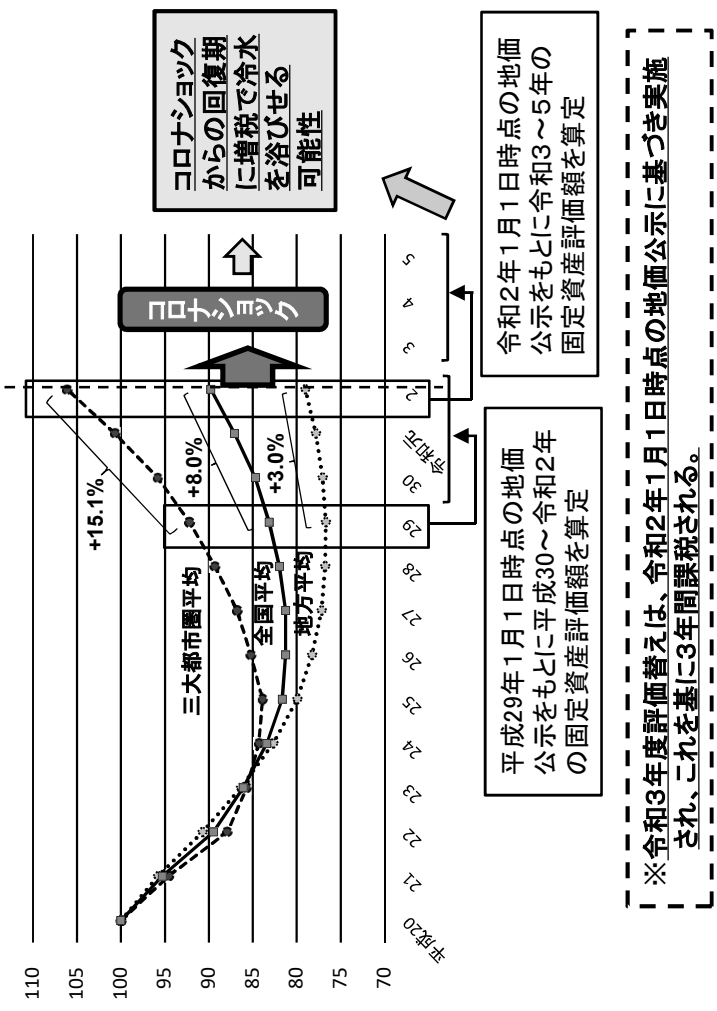 110
105
100
95
90
85
80
75
70
平成20
21
22
23
24
25
26
27
28
29
30
令和元
2
3
4
5
三大都市圏平均
全国平均
地方平均
+15.1%
+8.0%
+3.0%
コロナショック
コロナショック
からの回復期
に増税で冷水
を浴びせる
可能性
平成29年1月1日時点の地価
公示をもとに平成30～令和2年
の固定資産評価額を算定
令和2年1月1日時点の地価
公示をもとに令和3～5年の
固定資産評価額を算定
※令和3年度評価替えは、令和2年1月1日時点の地価公示に基づき実施
され、これを基に3年間課税される。